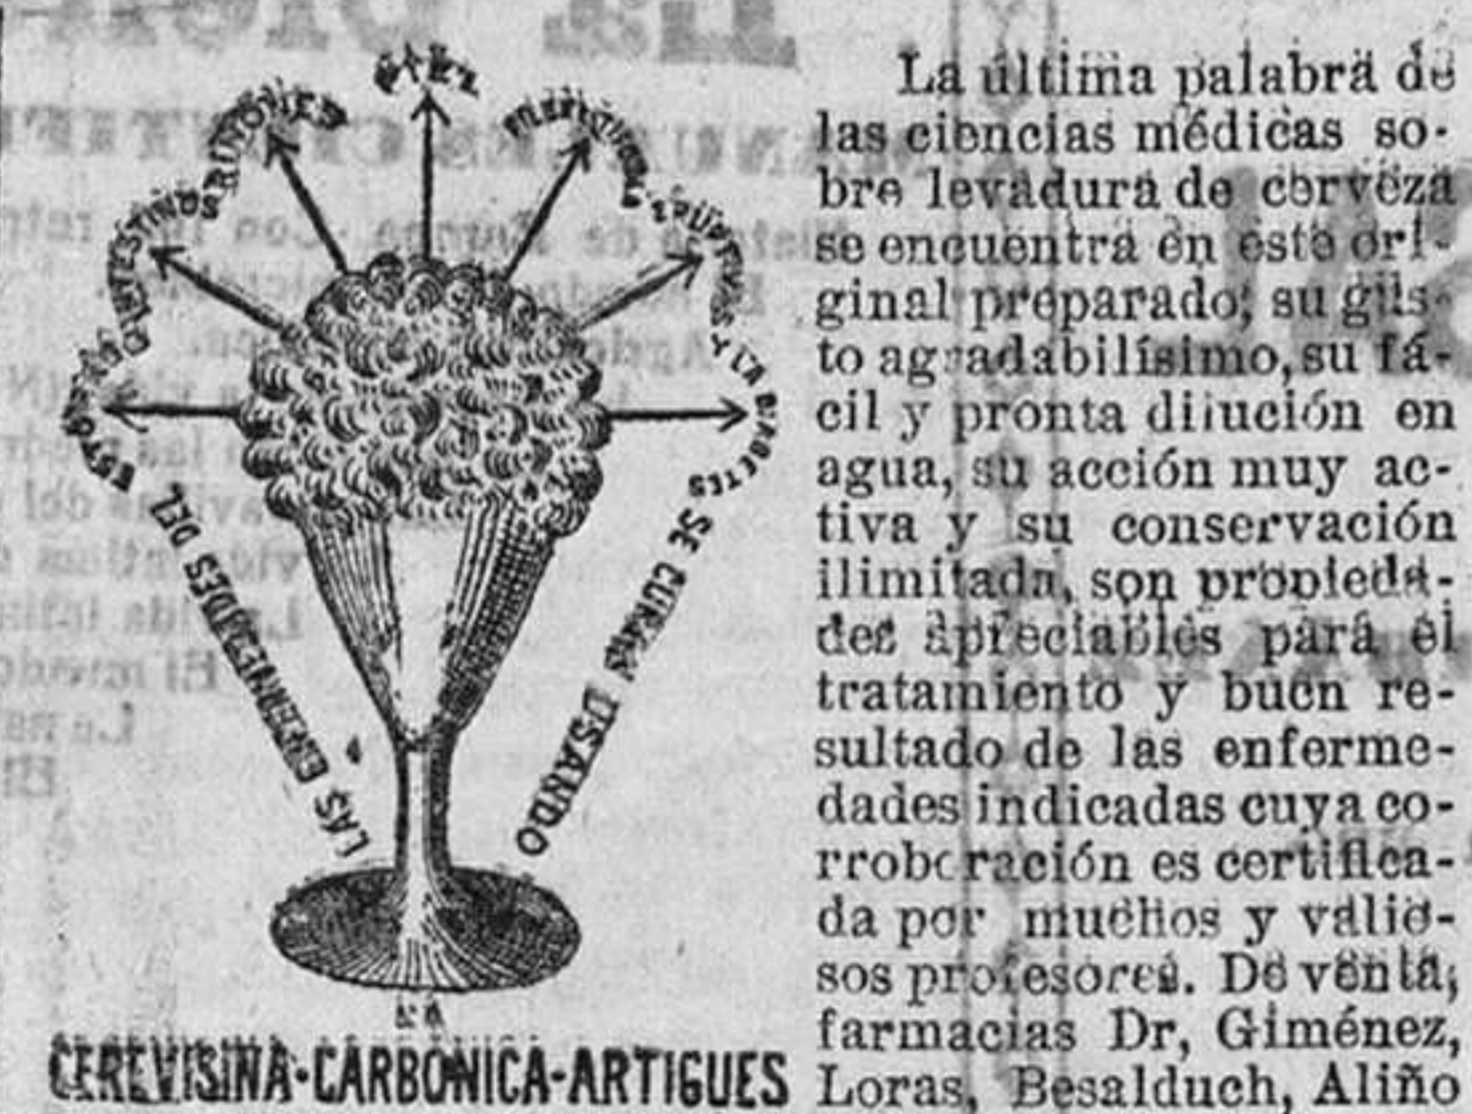 LAS ENFERMEDADES DEL
ESTÓMAGO
INTESTINOS
RIÑONES
PIEL
ERUPTIVAS Y LA DIABETES
SE CURAN USANDO
LA
CEREVISINA-CARBÓNICA-ARTIGUES
La última palabra de
las ciencias médicas so-
bre levadura de cerveza
se encuentra en este ori-
ginal preparado; su gus-
to agradabilísimo, su fá-
cil y pronta dilución en
agua, su acción muy ac-
tiva y su conservación
ilimitada, son propieda-
des apreciables para el
tratamiento y buen re-
sultado de las enferme-
dades indicadas cuya co-
rroboración es certifica-
da por muchos y valio-
sos profesores. De venta,
farmacias Dr, Giménez,
Loras, Besalduch, Aliño